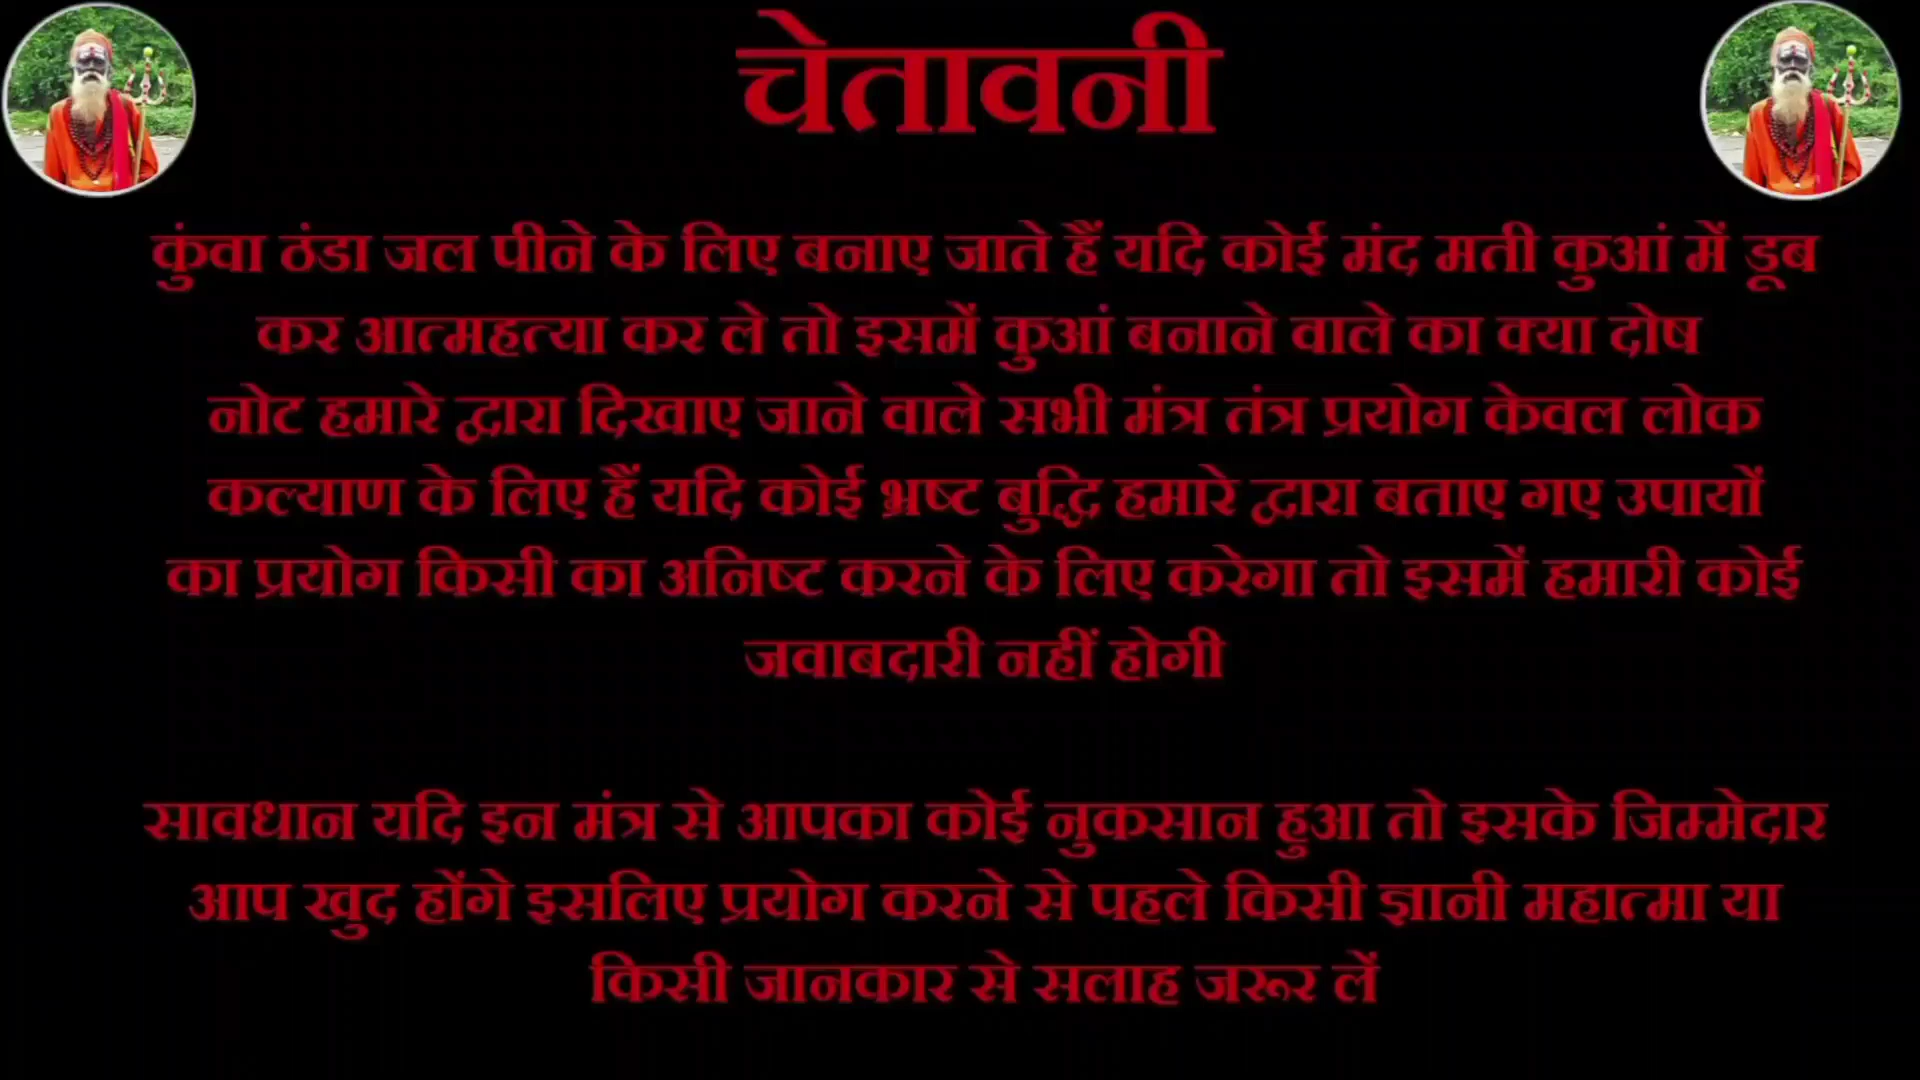 चेतावनी
कुंवा ठंडा जल पीने के लिए बनाए जाते हैं यदि कोई मंद मती कुआं में डूब
कर आत्महत्या कर ले तो इसमें कुआं बनाने वाले का क्या दोष
नोट हमारे द्वारा दिखाए जाने वाले सभी मंत्र तंत्र प्रयोग केवल लोक
कल्याण के लिए हैं यदि कोई भ्रष्ट बुद्धि हमारे द्वारा बताए गए उपायों
का प्रयोग किसी का अनिष्ट करने के लिए करेगा तो इसमें हमारी कोई
जवाबदारी नहीं होगी
सावधान यदि इन मंत्र से आपका कोई नुकसान हुआ तो इसके जिम्मेदार
आप खुद होंगे इसलिए प्रयोग करने से पहले किसी ज्ञानी महात्मा या
किसी जानकार से सलाह जरूर लें